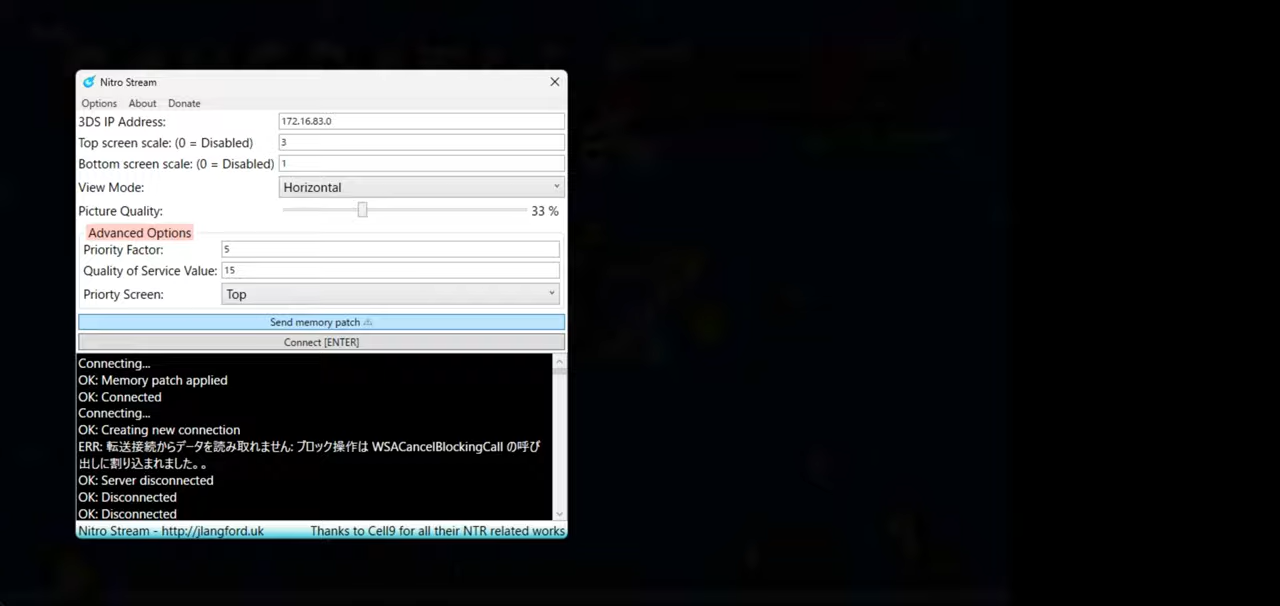 Nitro Stream
Options About Donate
3DS IP Address: 172.16.83.0
Top screen scale: (0 = Disabled) 3
Bottom screen scale: (0 = Disabled) 1
View Mode: Horizontal
Picture Quality: 33 %
Advanced Options
Priority Factor: 5
Quality of Service Value: 15
Priorty Screen: Top
Send memory patch
Connect [ENTER]
Connecting...
OK: Memory patch applied
OK: Connected
Connecting...
OK: Creating new connection
ERR: 転送接続からデータを読み取れません: ブロック操作は WSACancelBlockingCall の呼び
出しに割り込まれました。。
OK: Server disconnected
OK: Disconnected
OK: Disconnected
Nitro Stream - http://jlangford.uk Thanks to Cell9 for all their NTR related works